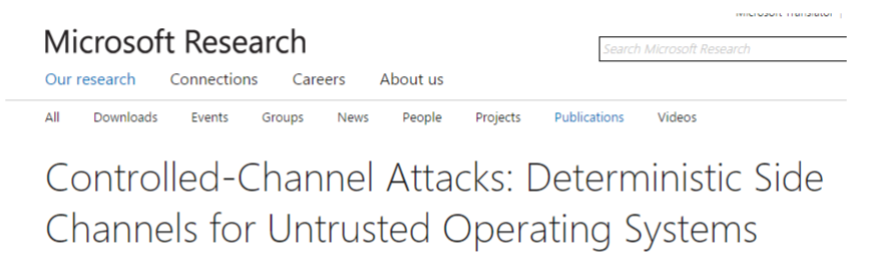 Microsoft Translator
Microsoft Research
Search Microsoft Research
Our research Connections Careers About us
All Downloads Events Groups News People Projects Publications Videos
Controlled-Channel Attacks: Deterministic Side
Channels for Untrusted Operating Systems